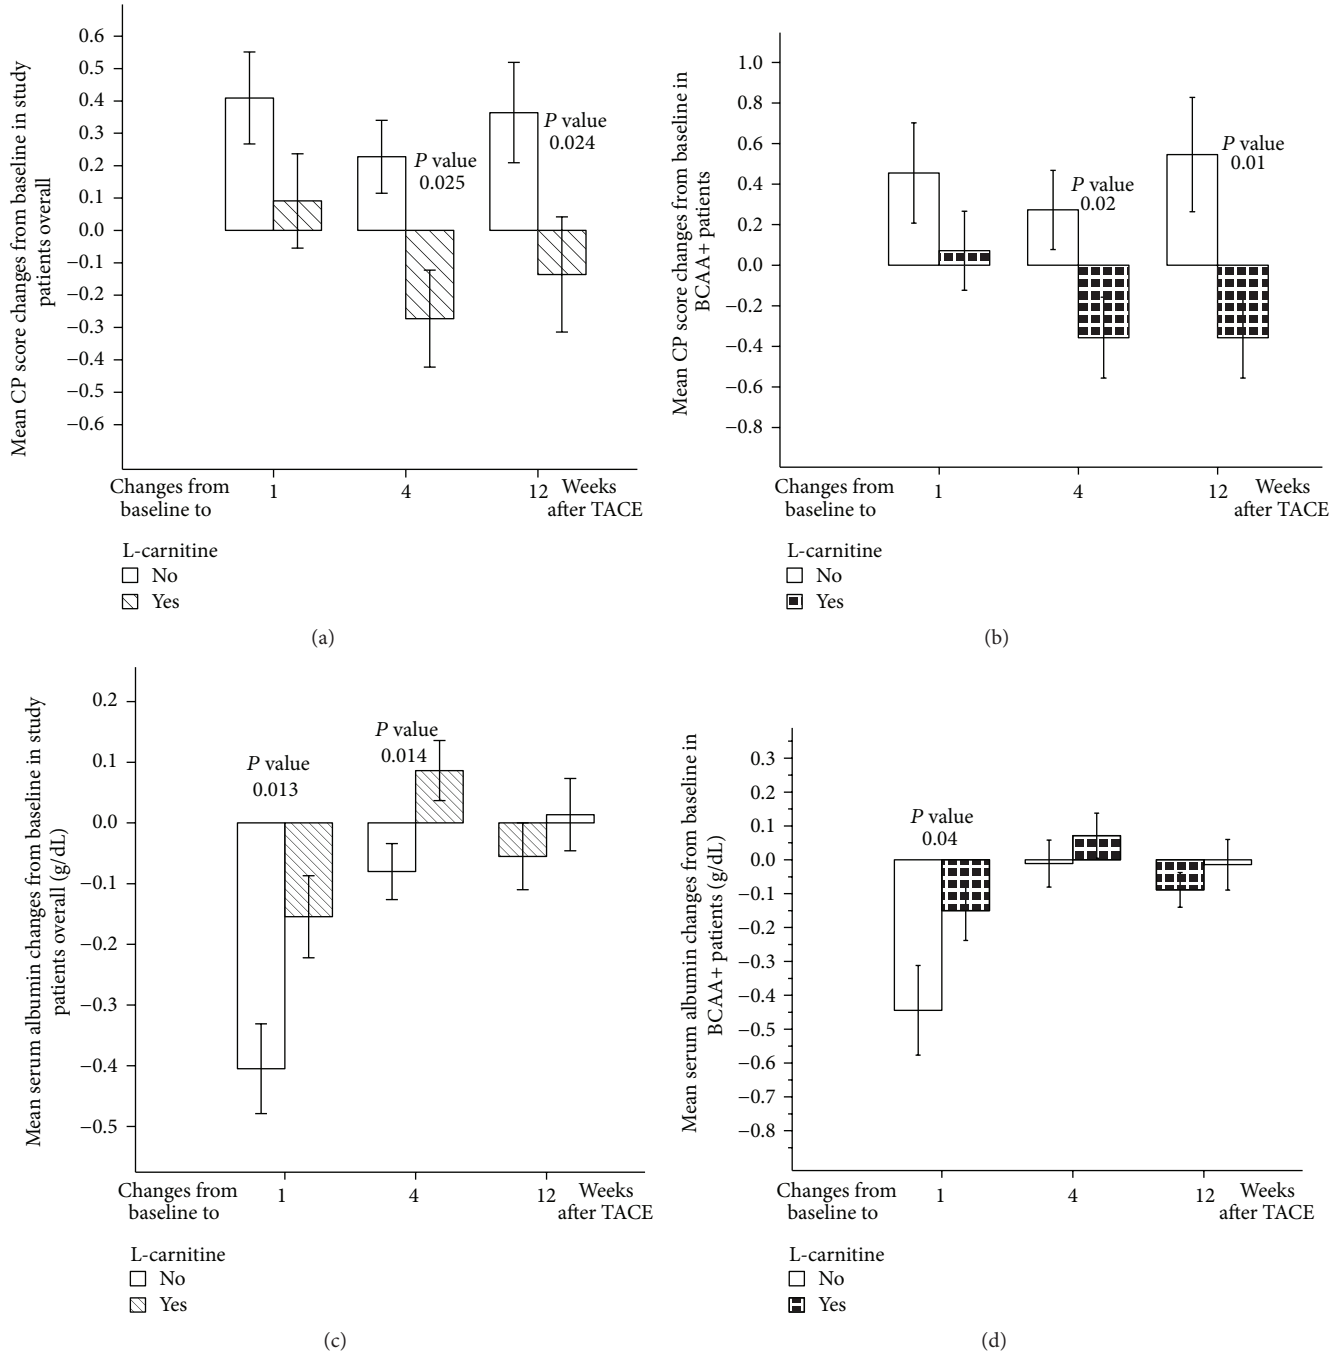 Mean CP score changes from baseline in study
patients overall
0.6
0.5
0.4
0.3
0.2
0.1
0.0
−0.1
−0.2
−0.3
−0.4
−0.5
−0.6
P value
0.025
P value
0.024
Changes from
baseline to
1
4
12
Weeks
after TACE
L-carnitine
No
Yes
(a)
Mean CP score changes from baseline in
BCAA+ patients
1.0
0.8
0.6
0.4
0.2
0.0
−0.2
−0.4
−0.6
−0.8
P value
0.02
P value
0.01
Changes from
baseline to
1
4
12
Weeks
after TACE
L-carnitine
No
Yes
(b)
Mean serum albumin changes from baseline in study
patients overall (g/dL)
0.2
0.1
0.0
−0.1
−0.2
−0.3
−0.4
−0.5
P value
0.013
P value
0.014
Changes from
baseline to
1
4
12
Weeks
after TACE
L-carnitine
No
Yes
(c)
Mean serum albumin changes from baseline in
BCAA+ patients (g/dL)
0.3
0.2
0.1
0.0
−0.1
−0.2
−0.3
−0.4
−0.5
−0.6
−0.7
−0.8
P value
0.04
Changes from
baseline to
1
4
12
Weeks
after TACE
L-carnitine
No
Yes
(d)